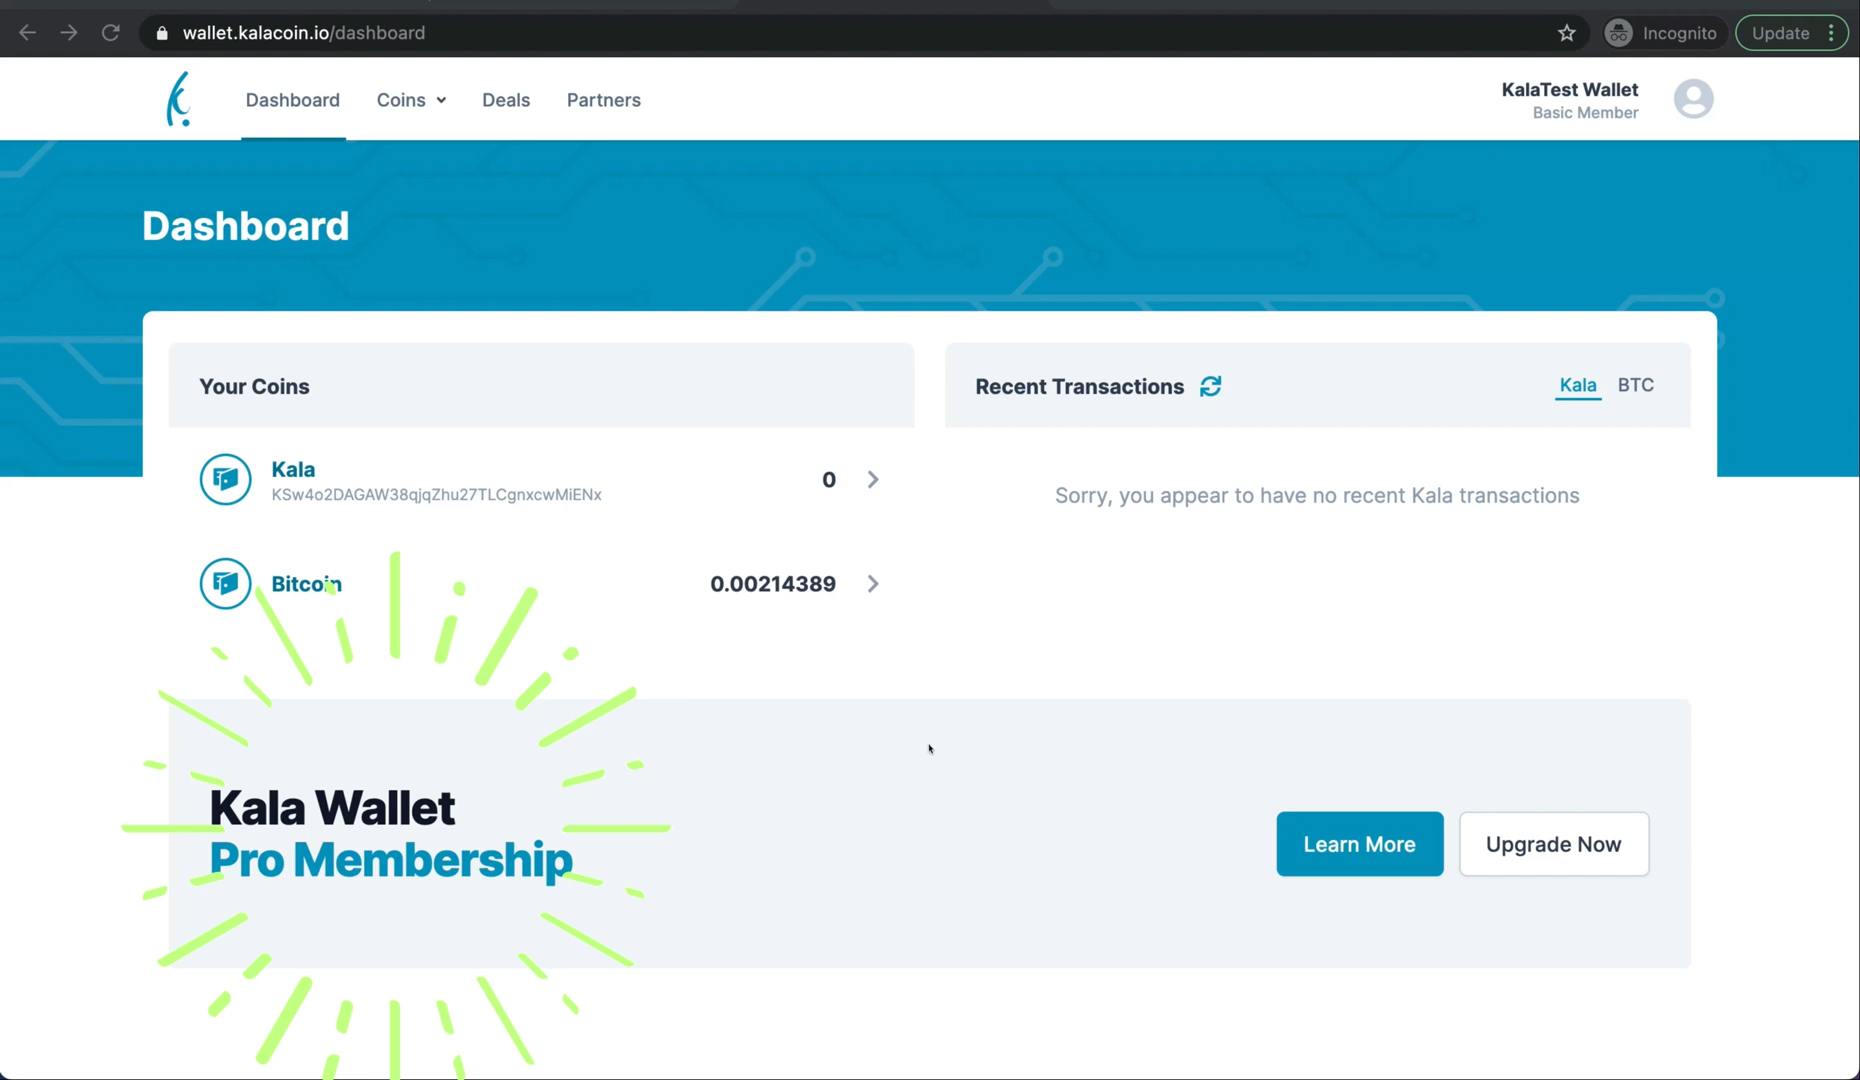 wallet.kalacoin.io/dashboard
Incognito
Update
Dashboard
Coins
Deals
Partners
KalaTest Wallet
Basic Member
Dashboard
Your Coins
Kala
KSw4o2DAGAW38qjqZhu27TLCgnxcwMiENx
0
Bitcoin
0.00214389
Recent Transactions
Kala
BTC
Sorry, you appear to have no recent Kala transactions
Kala Wallet
Pro Membership
Learn More
Upgrade Now